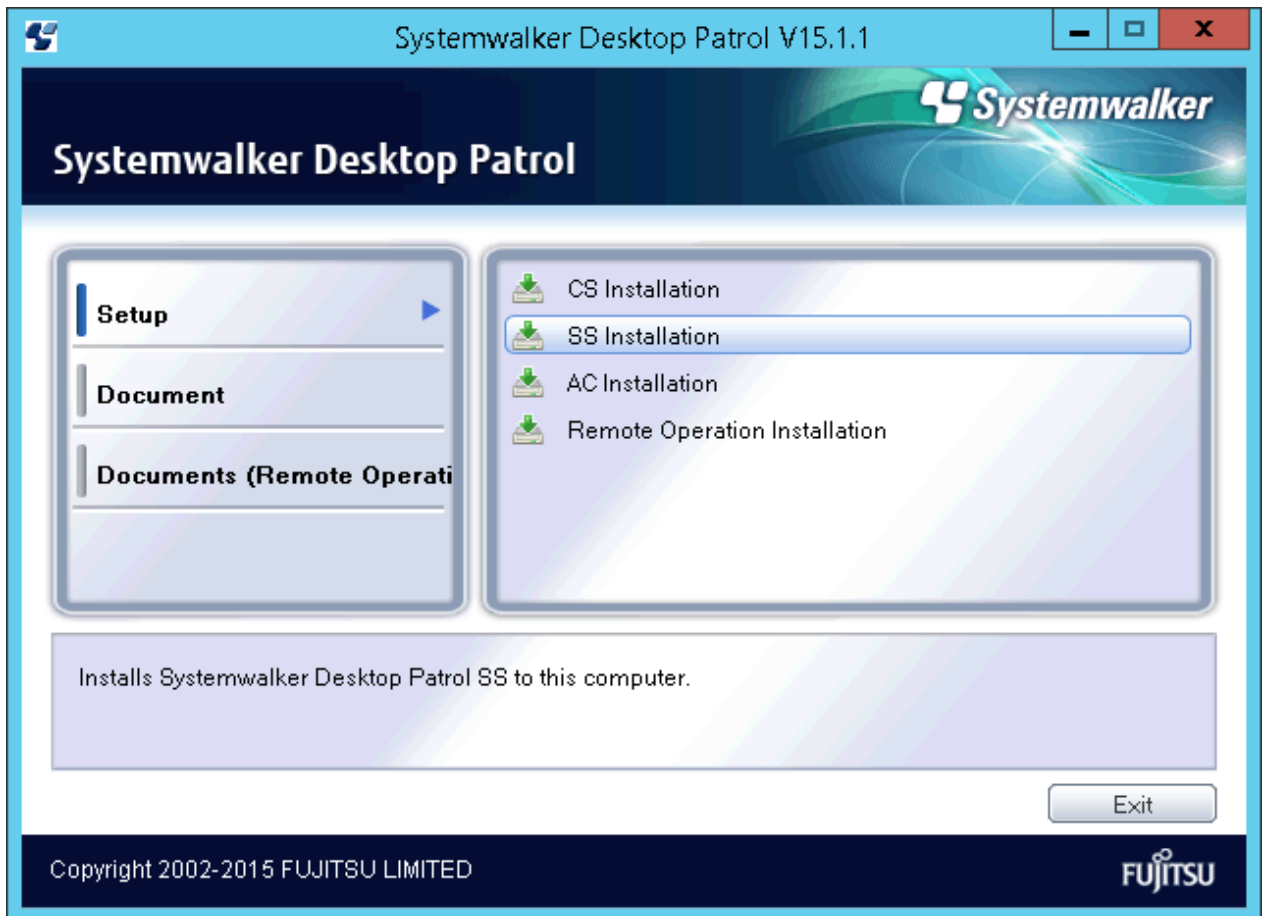 Systemwalker Desktop Patrol V15.1.1
Systemwalker
Systemwalker Desktop Patrol
Setup
Document
Documents (Remote Operati
CS Installation
SS Installation
AC Installation
Remote Operation Installation
Installs Systemwalker Desktop Patrol SS to this computer.
Exit
Copyright 2002-2015 FUJITSU LIMITED
FUJITSU